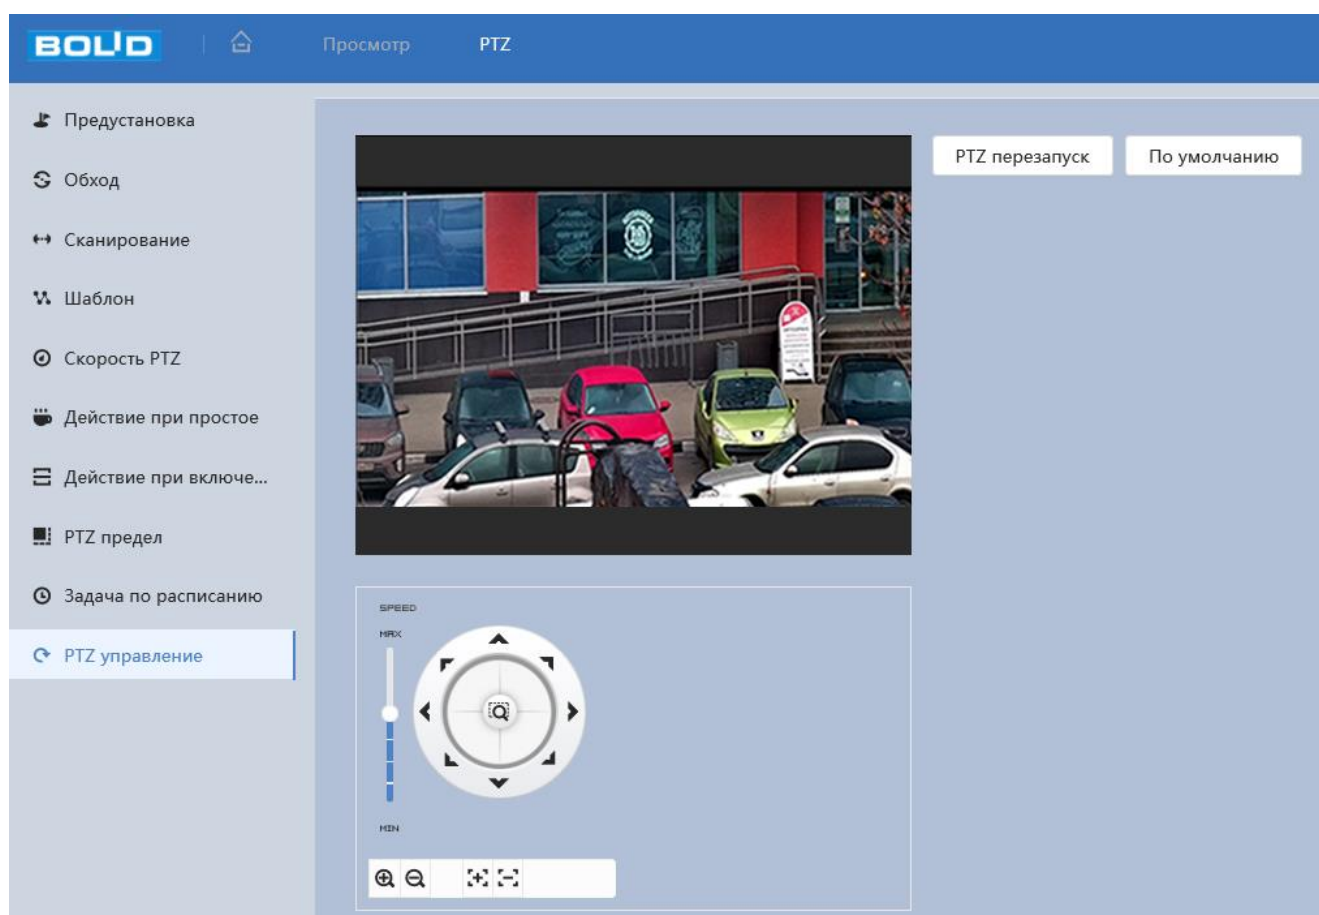 BOLID
Просмотр
PTZ
Предустановка
Обход
Сканирование
Шаблон
Скорость PTZ
Действие при простое
Действие при включе...
PTZ предел
Задача по расписанию
PTZ управление
PTZ перезапуск
По умолчанию
SPEED
MAX
MIN